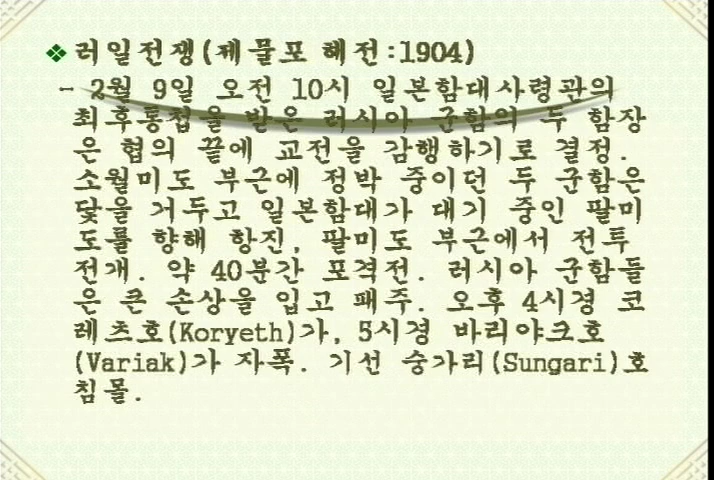 ❖ 러일전쟁(제물포 해전:1904)
- 2월 9일 오전 10시 일본함대사령관의
최후통첩을 받은 러시아 군함의 두 함장
은 협의 끝에 교전을 감행하기로 결정.
소월미도 부근에 정박 중이던 두 군함은
닻을 거두고 일본함대가 대기 중인 팔미
도를 향해 항진, 팔미도 부근에서 전투
전개. 약 40분간 포격전. 러시아 군함들
은 큰 손상을 입고 패주. 오후 4시경 코
레츠호(Koryeth)가, 5시경 바리야크호
(Variak)가 자폭. 기선 숭가리(Sungari)호
침몰.